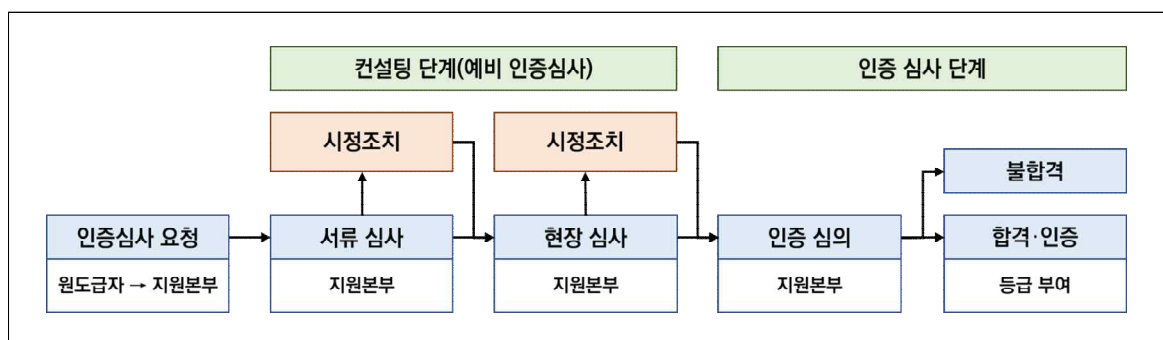 컨설팅 단계(예비 인증심사)
인증 심사 단계
시정조치
시정조치
불합격
인증심사 요청
서류 심사
현장 심사
인증 심의
합격·인증
원도급자 → 지원본부
지원본부
지원본부
지원본부
등급 부여